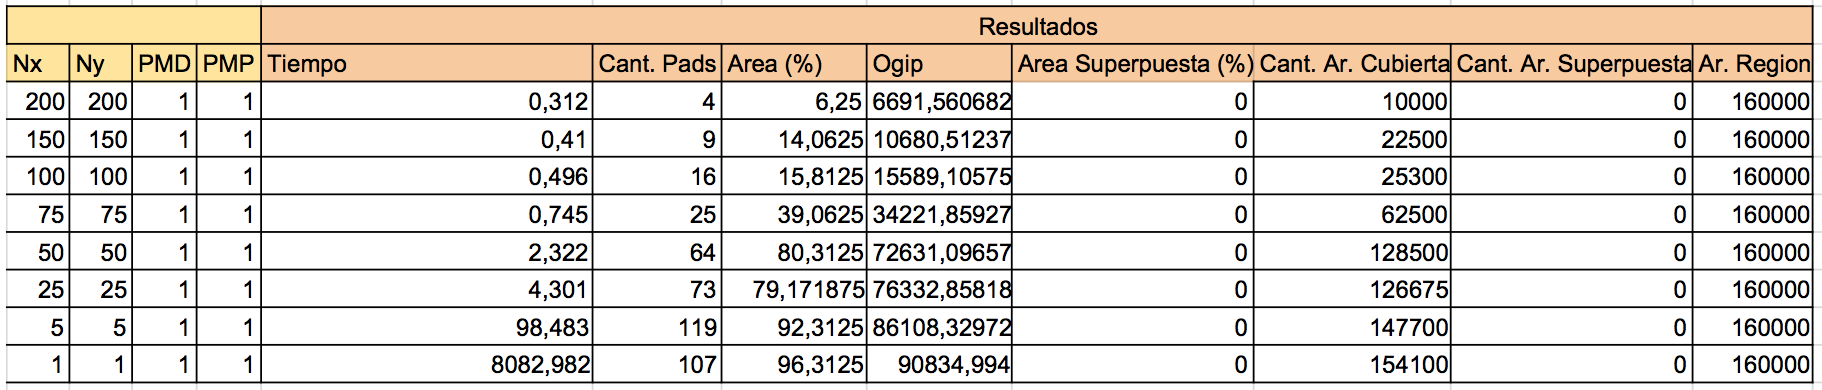 Resultados
Nx Ny PMD PMP Tiempo Cant. Pads Area (%) Ogip Area Superpuesta (%) Cant. Ar. Cubierta Cant. Ar. Superpuesta Ar. Region
200 200 1 1 0,312 4 6,25 6691,560682 0 10000 0 160000
150 150 1 1 0,41 9 14,0625 10680,51237 0 22500 0 160000
100 100 1 1 0,496 16 15,8125 15589,10575 0 25300 0 160000
75 75 1 1 0,745 25 39,0625 34221,85927 0 62500 0 160000
50 50 1 1 2,322 64 80,3125 72631,09657 0 128500 0 160000
25 25 1 1 4,301 73 79,171875 76332,85818 0 126675 0 160000
5 5 1 1 98,483 119 92,3125 86108,32972 0 147700 0 160000
1 1 1 1 8082,982 107 96,3125 90834,994 0 154100 0 160000